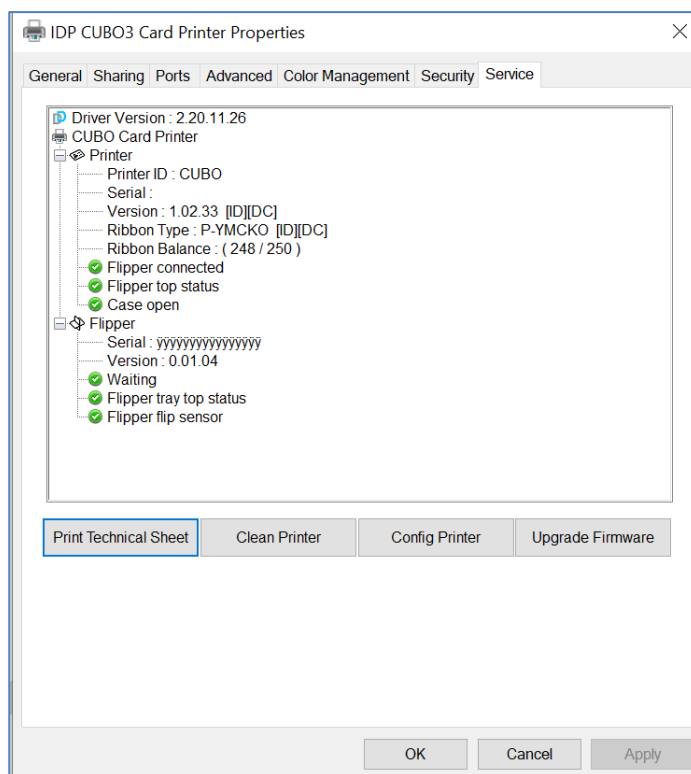 IDP CUBO3 Card Printer Properties
General Sharing Ports Advanced Color Management Security Service
Driver Version : 2.20.11.26
CUBO Card Printer
Printer
Printer ID : CUBO
Serial :
Version : 1.02.33 [ID][DC]
Ribbon Type : P-YMCKO [ID][DC]
Ribbon Balance : ( 248 / 250 )
Flipper connected
Flipper top status
Case open
Flipper
Serial : ÿÿÿÿÿÿÿÿÿÿÿÿÿÿÿ
Version : 0.01.04
Waiting
Flipper tray top status
Flipper flip sensor
Print Technical Sheet Clean Printer Config Printer Upgrade Firmware
OK Cancel Apply